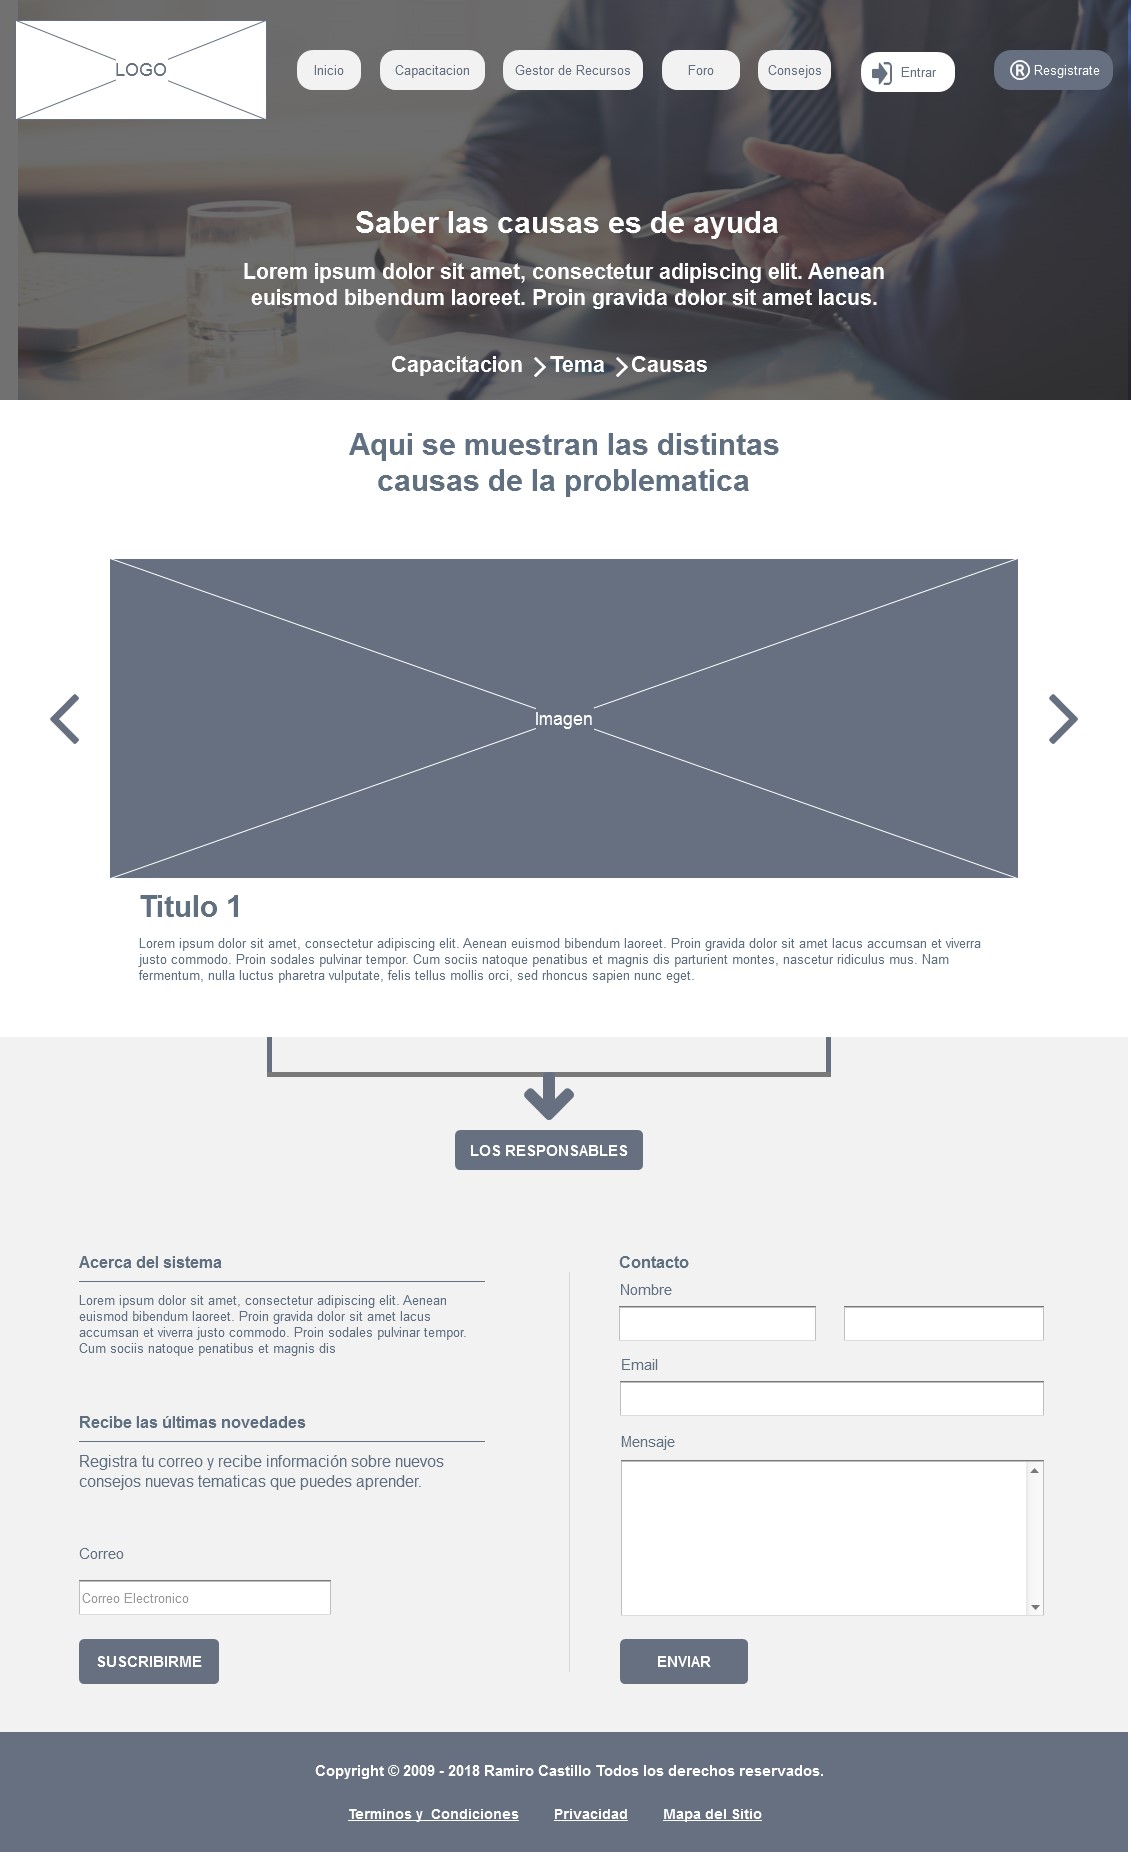 LOGO
Inicio
Capacitacion
Gestor de Recursos
Foro
Consejos
Entrar
® Resgistrate
Saber las causas es de ayuda
Lorem ipsum dolor sit amet, consectetur adipiscing elit. Aenean
euismod bibendum laoreet. Proin gravida dolor sit amet lacus.
Capacitacion > Tema > Causas
Aqui se muestran las distintas
causas de la problematica
Imagen
Titulo 1
Lorem ipsum dolor sit amet, consectetur adipiscing elit. Aenean euismod bibendum laoreet. Proin gravida dolor sit amet lacus accumsan et viverra
justo commodo. Proin sodales pulvinar tempor. Cum sociis natoque penatibus et magnis dis parturient montes, nascetur ridiculus mus. Nam
fermentum, nulla luctus pharetra vulputate, felis tellus mollis orci, sed rhoncus sapien nunc eget.
LOS RESPONSABLES
Acerca del sistema
Lorem ipsum dolor sit amet, consectetur adipiscing elit. Aenean
euismod bibendum laoreet. Proin gravida dolor sit amet lacus
accumsan et viverra justo commodo. Proin sodales pulvinar tempor.
Cum sociis natoque penatibus et magnis dis
Recibe las últimas novedades
Registra tu correo y recibe información sobre nuevos
consejos nuevas tematicas que puedes aprender.
Correo
Correo Electronico
SUSCRIBIRME
Contacto
Nombre
Email
Mensaje
ENVIAR
Copyright © 2009 - 2018 Ramiro Castillo Todos los derechos reservados.
Terminos y Condiciones
Privacidad
Mapa del Sitio